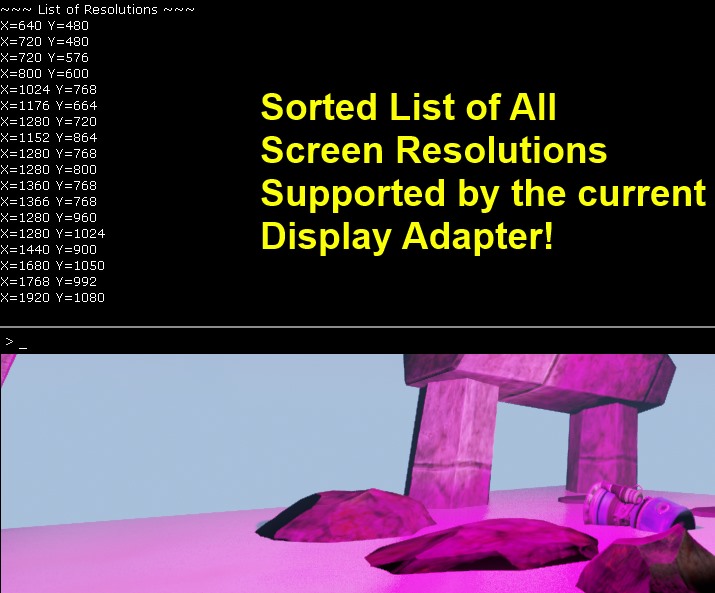 ~~~ List of Resolutions ~~~
X=640 Y=480
X=720 Y=480
X=720 Y=576
X=800 Y=600
X=1024 Y=768
X=1176 Y=664
X=1280 Y=720
X=1152 Y=864
X=1280 Y=768
X=1280 Y=800
X=1360 Y=768
X=1366 Y=768
X=1280 Y=960
X=1280 Y=1024
X=1440 Y=900
X=1680 Y=1050
X=1768 Y=992
X=1920 Y=1080
Sorted List of All
Screen Resolutions
Supported by the current
Display Adapter!
> _